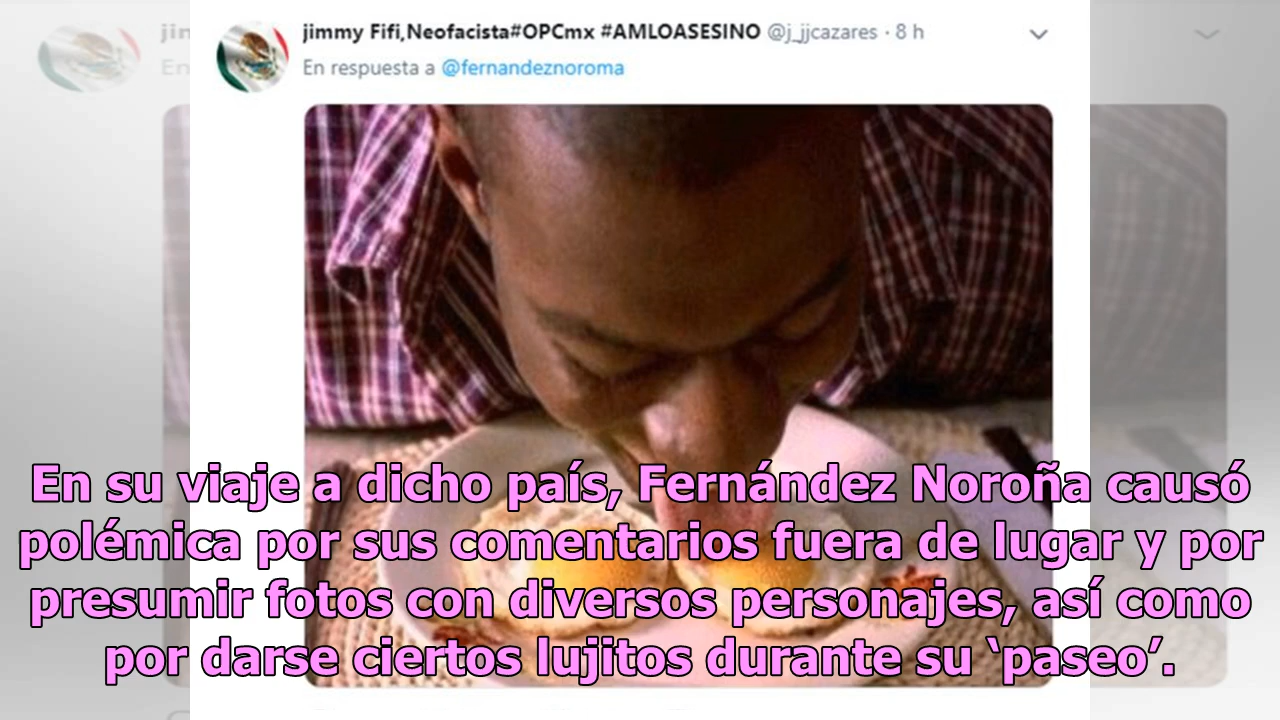 jimmy Fifi,Neofacista#OPCmx #AMLOASESINO @j_jjcazares · 8 h
En respuesta a @fernandeznoroma
En su viaje a dicho país, Fernández Noroña causó
polémica por sus comentarios fuera de lugar y por
presumir fotos con diversos personajes, así como
por darse ciertos lujitos durante su ‘paseo’.